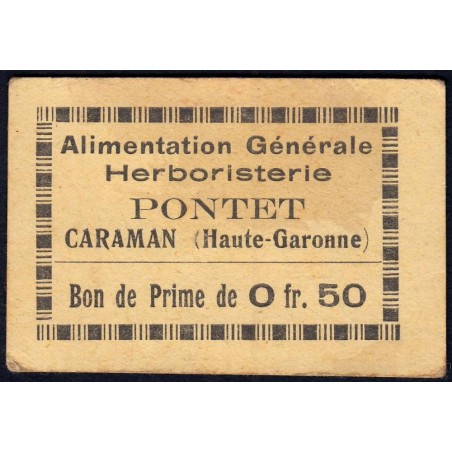 Alimentation Générale
Herboristerie
PONTET
CARAMAN (Haute-Garonne)
Bon de Prime de 0 fr. 50